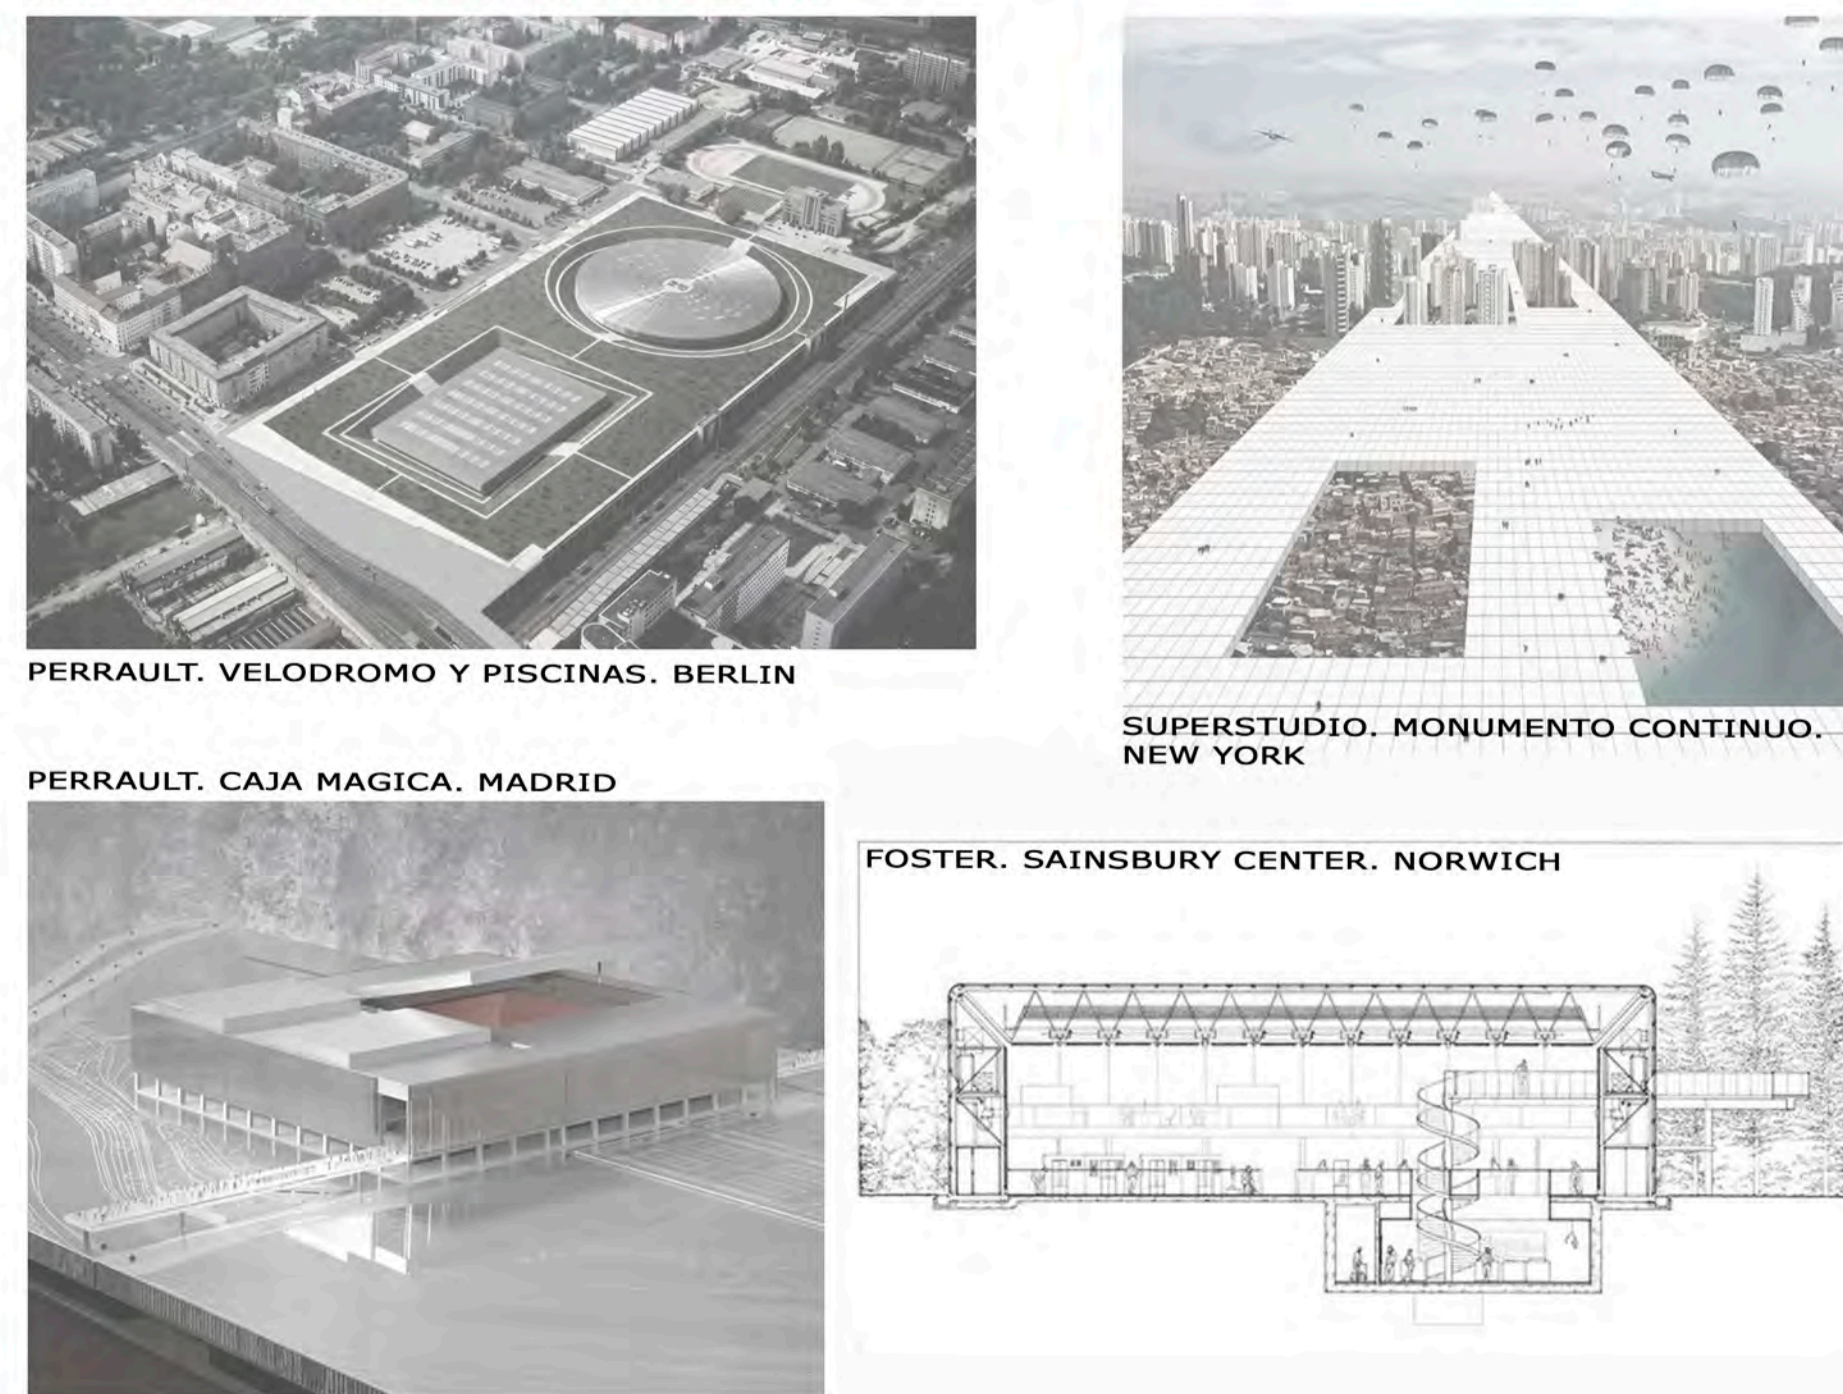 PERRAULT. VELODROMO Y PISCINAS. BERLIN
SUPERSTUDIO. MONUMENTO CONTINUO.
NEW YORK
PERRAULT. CAJA MAGICA. MADRID
FOSTER. SAINSBURY CENTER. NORWICH